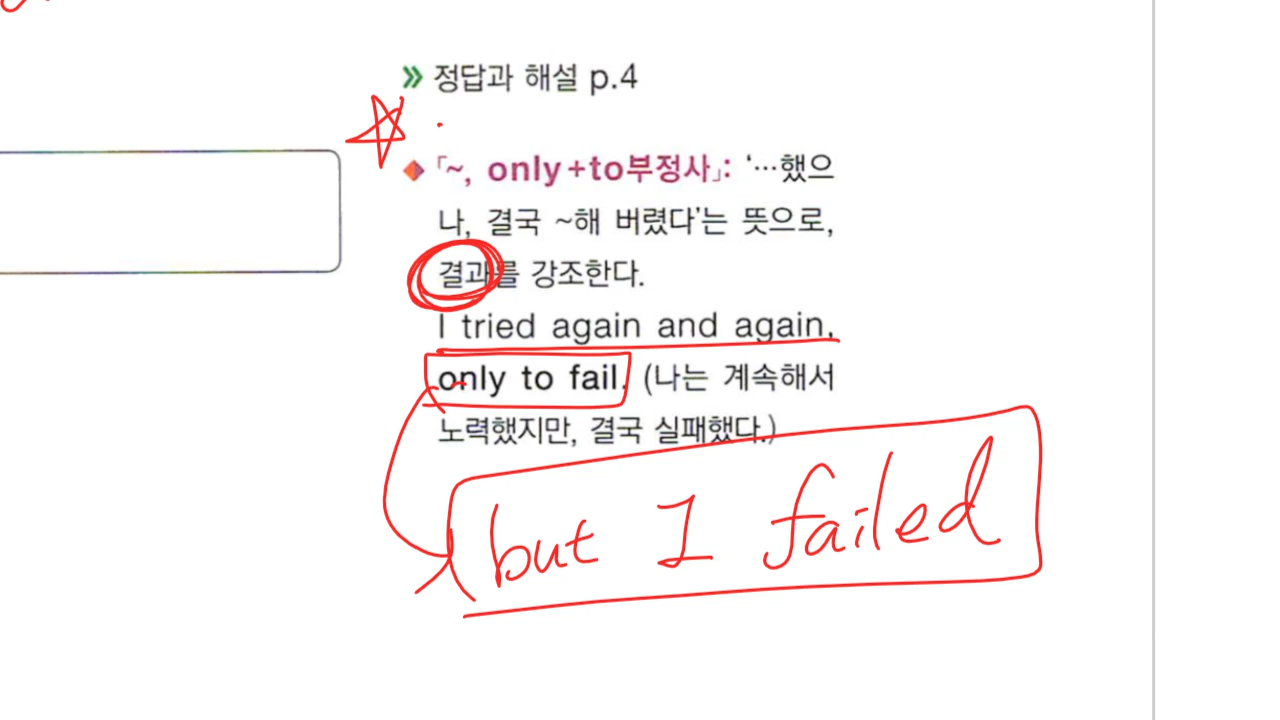 » 정답과 해설 p.4
「~, only+to부정사」: ‘…했으
나, 결국 ~해 버렸다’는 뜻으로,
결과를 강조한다.
I tried again and again,
only to fail. (나는 계속해서
노력했지만, 결국 실패했다.)
but I failed